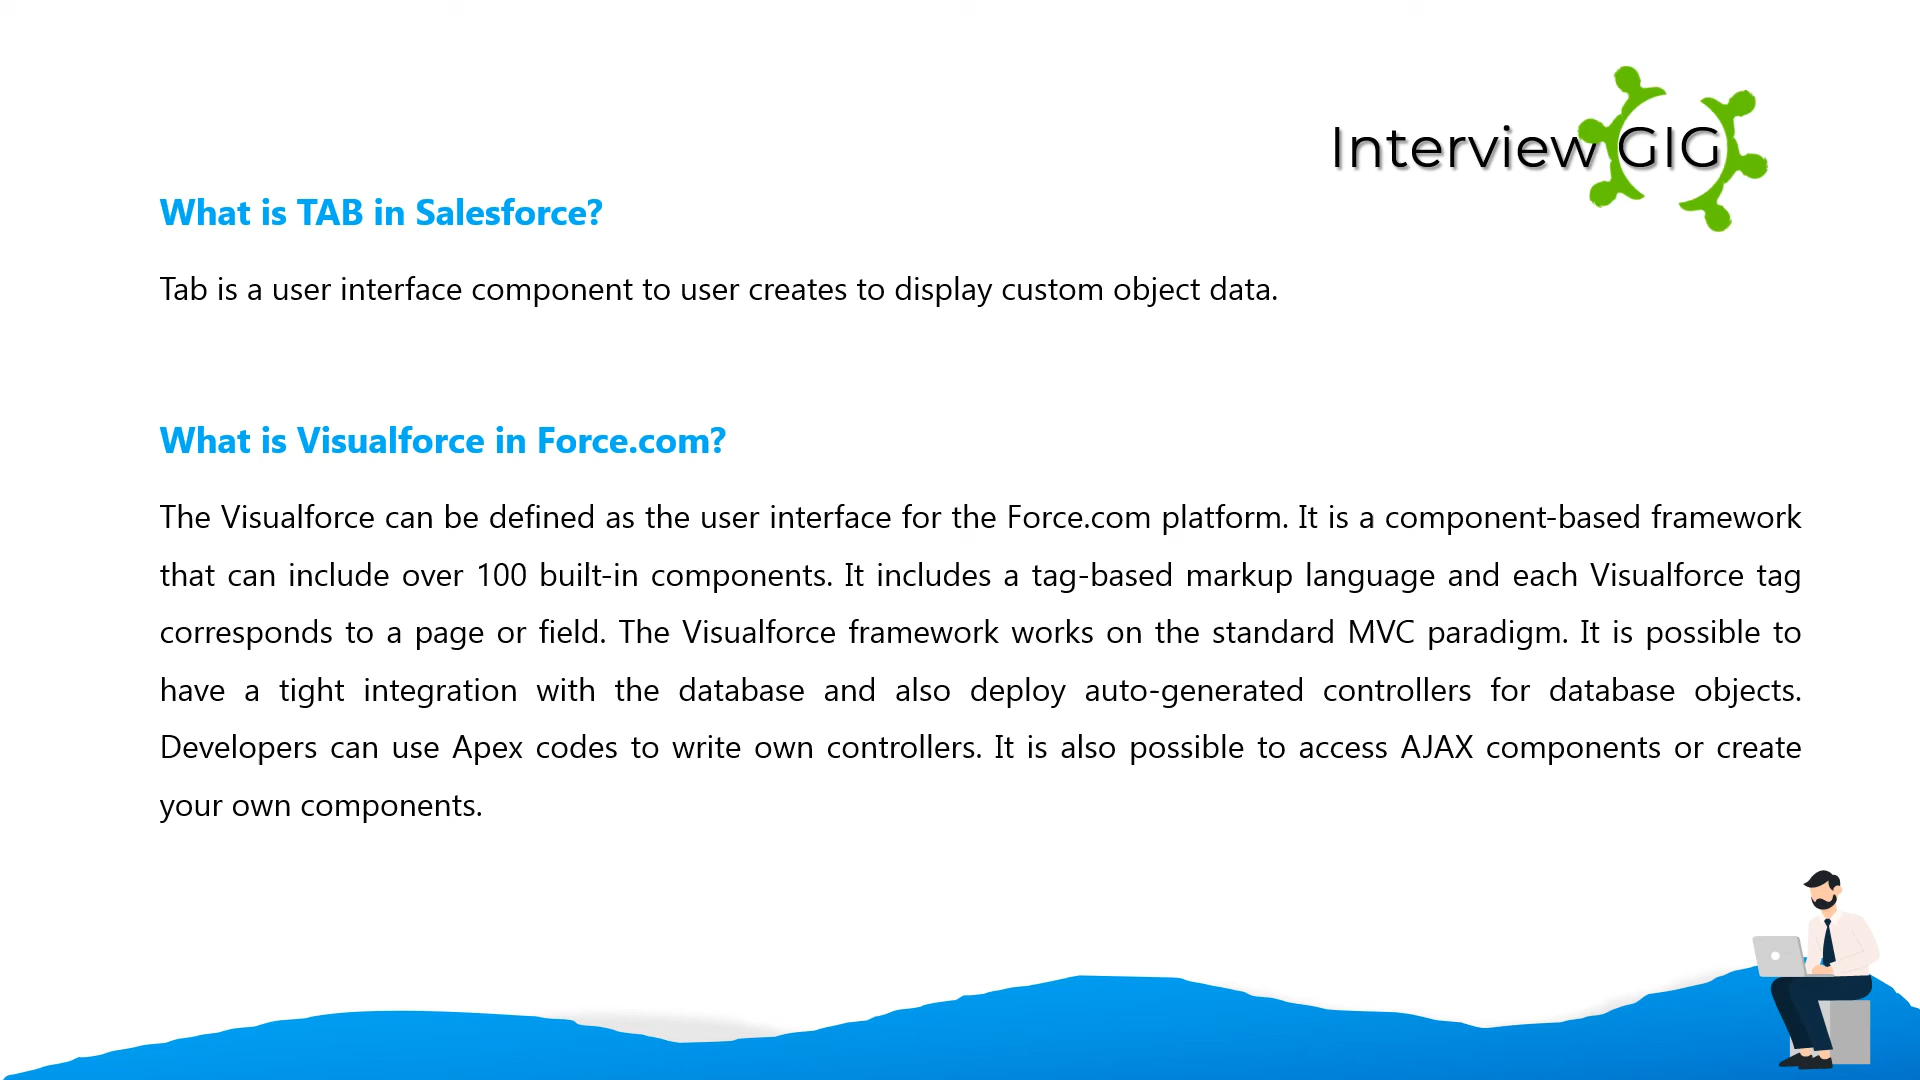 Interview GIG
What is TAB in Salesforce?
Tab is a user interface component to user creates to display custom object data.
What is Visualforce in Force.com?
The Visualforce can be defined as the user interface for the Force.com platform. It is a component-based framework
that can include over 100 built-in components. It includes a tag-based markup language and each Visualforce tag
corresponds to a page or field. The Visualforce framework works on the standard MVC paradigm. It is possible to
have a tight integration with the database and also deploy auto-generated controllers for database objects.
Developers can use Apex codes to write own controllers. It is also possible to access AJAX components or create
your own components.